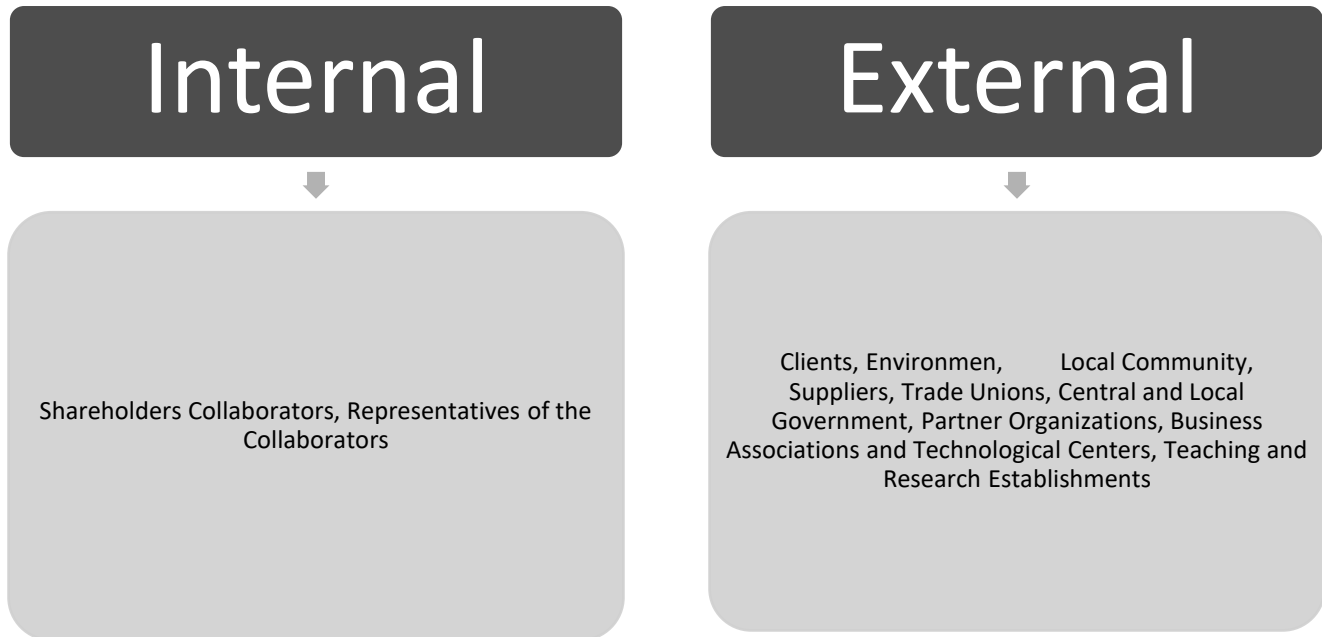 Internal
External
Shareholders Collaborators, Representatives of the
Collaborators
Clients, Environmen, Local Community,
Suppliers, Trade Unions, Central and Local
Government, Partner Organizations, Business
Associations and Technological Centers, Teaching and
Research Establishments